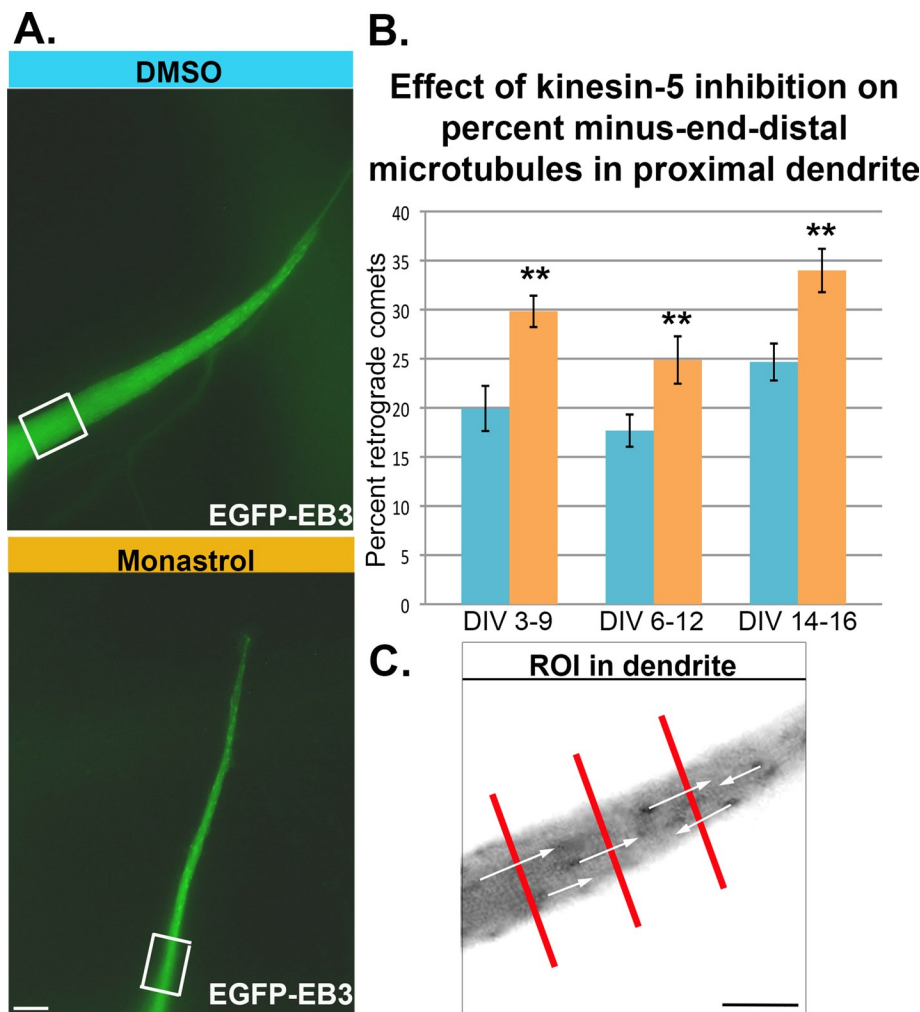 A.
DMSO
EGFP-EB3
Monastrol
EGFP-EB3
B.
Effect of kinesin-5 inhibition on
percent minus-end-distal
microtubules in proximal dendrite
Percent retrograde comets
40
35
30
25
20
15
10
5
0
**
**
**
DIV 3-9 DIV 6-12 DIV 14-16
C.
ROI in dendrite